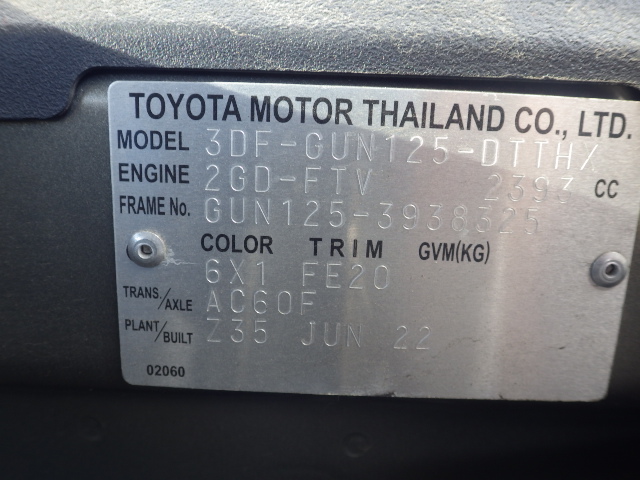 TOYOTA MOTOR THAILAND CO., LTD.
MODEL 3DF-GUN125-DTTH/
ENGINE 2GD-FTV 2393 CC
FRAME No. GUN125-3938325
COLOR TRIM GVM(KG)
6X1 FE20
TRANS./AXLE AC60F
PLANT/BUILT Z35 JUN 22
02060